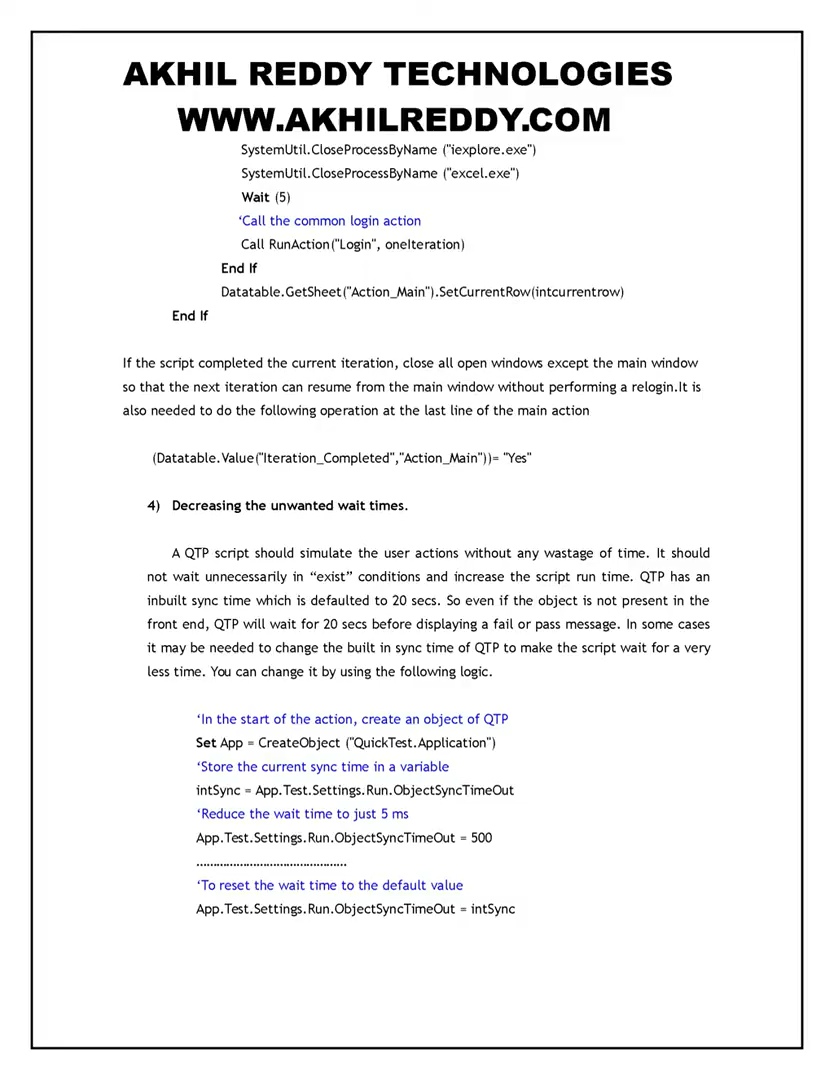 AKHIL REDDY TECHNOLOGIES
WWW.AKHILREDDY.COM
SystemUtil.CloseProcessByName ("iexplore.exe")
SystemUtil.CloseProcessByName ("excel.exe")
Wait (5)
‘Call the common login action
Call RunAction("Login", oneIteration)
End If
Datatable.GetSheet("Action_Main").SetCurrentRow(intcurrentrow)
End If
If the script completed the current iteration, close all open windows except the main window
so that the next iteration can resume from the main window without performing a relogin.It is
also needed to do the following operation at the last line of the main action
(Datatable.Value("Iteration_Completed","Action_Main"))= "Yes"
4) Decreasing the unwanted wait times.
A QTP script should simulate the user actions without any wastage of time. It should
not wait unnecessarily in “exist” conditions and increase the script run time. QTP has an
inbuilt sync time which is defaulted to 20 secs. So even if the object is not present in the
front end, QTP will wait for 20 secs before displaying a fail or pass message. In some cases
it may be needed to change the built in sync time of QTP to make the script wait for a very
less time. You can change it by using the following logic.
‘In the start of the action, create an object of QTP
Set App = CreateObject ("QuickTest.Application")
‘Store the current sync time in a variable
intSync = App.Test.Settings.Run.ObjectSyncTimeOut
‘Reduce the wait time to just 5 ms
App.Test.Settings.Run.ObjectSyncTimeOut = 500
………………………………………
‘To reset the wait time to the default value
App.Test.Settings.Run.ObjectSyncTimeOut = intSync